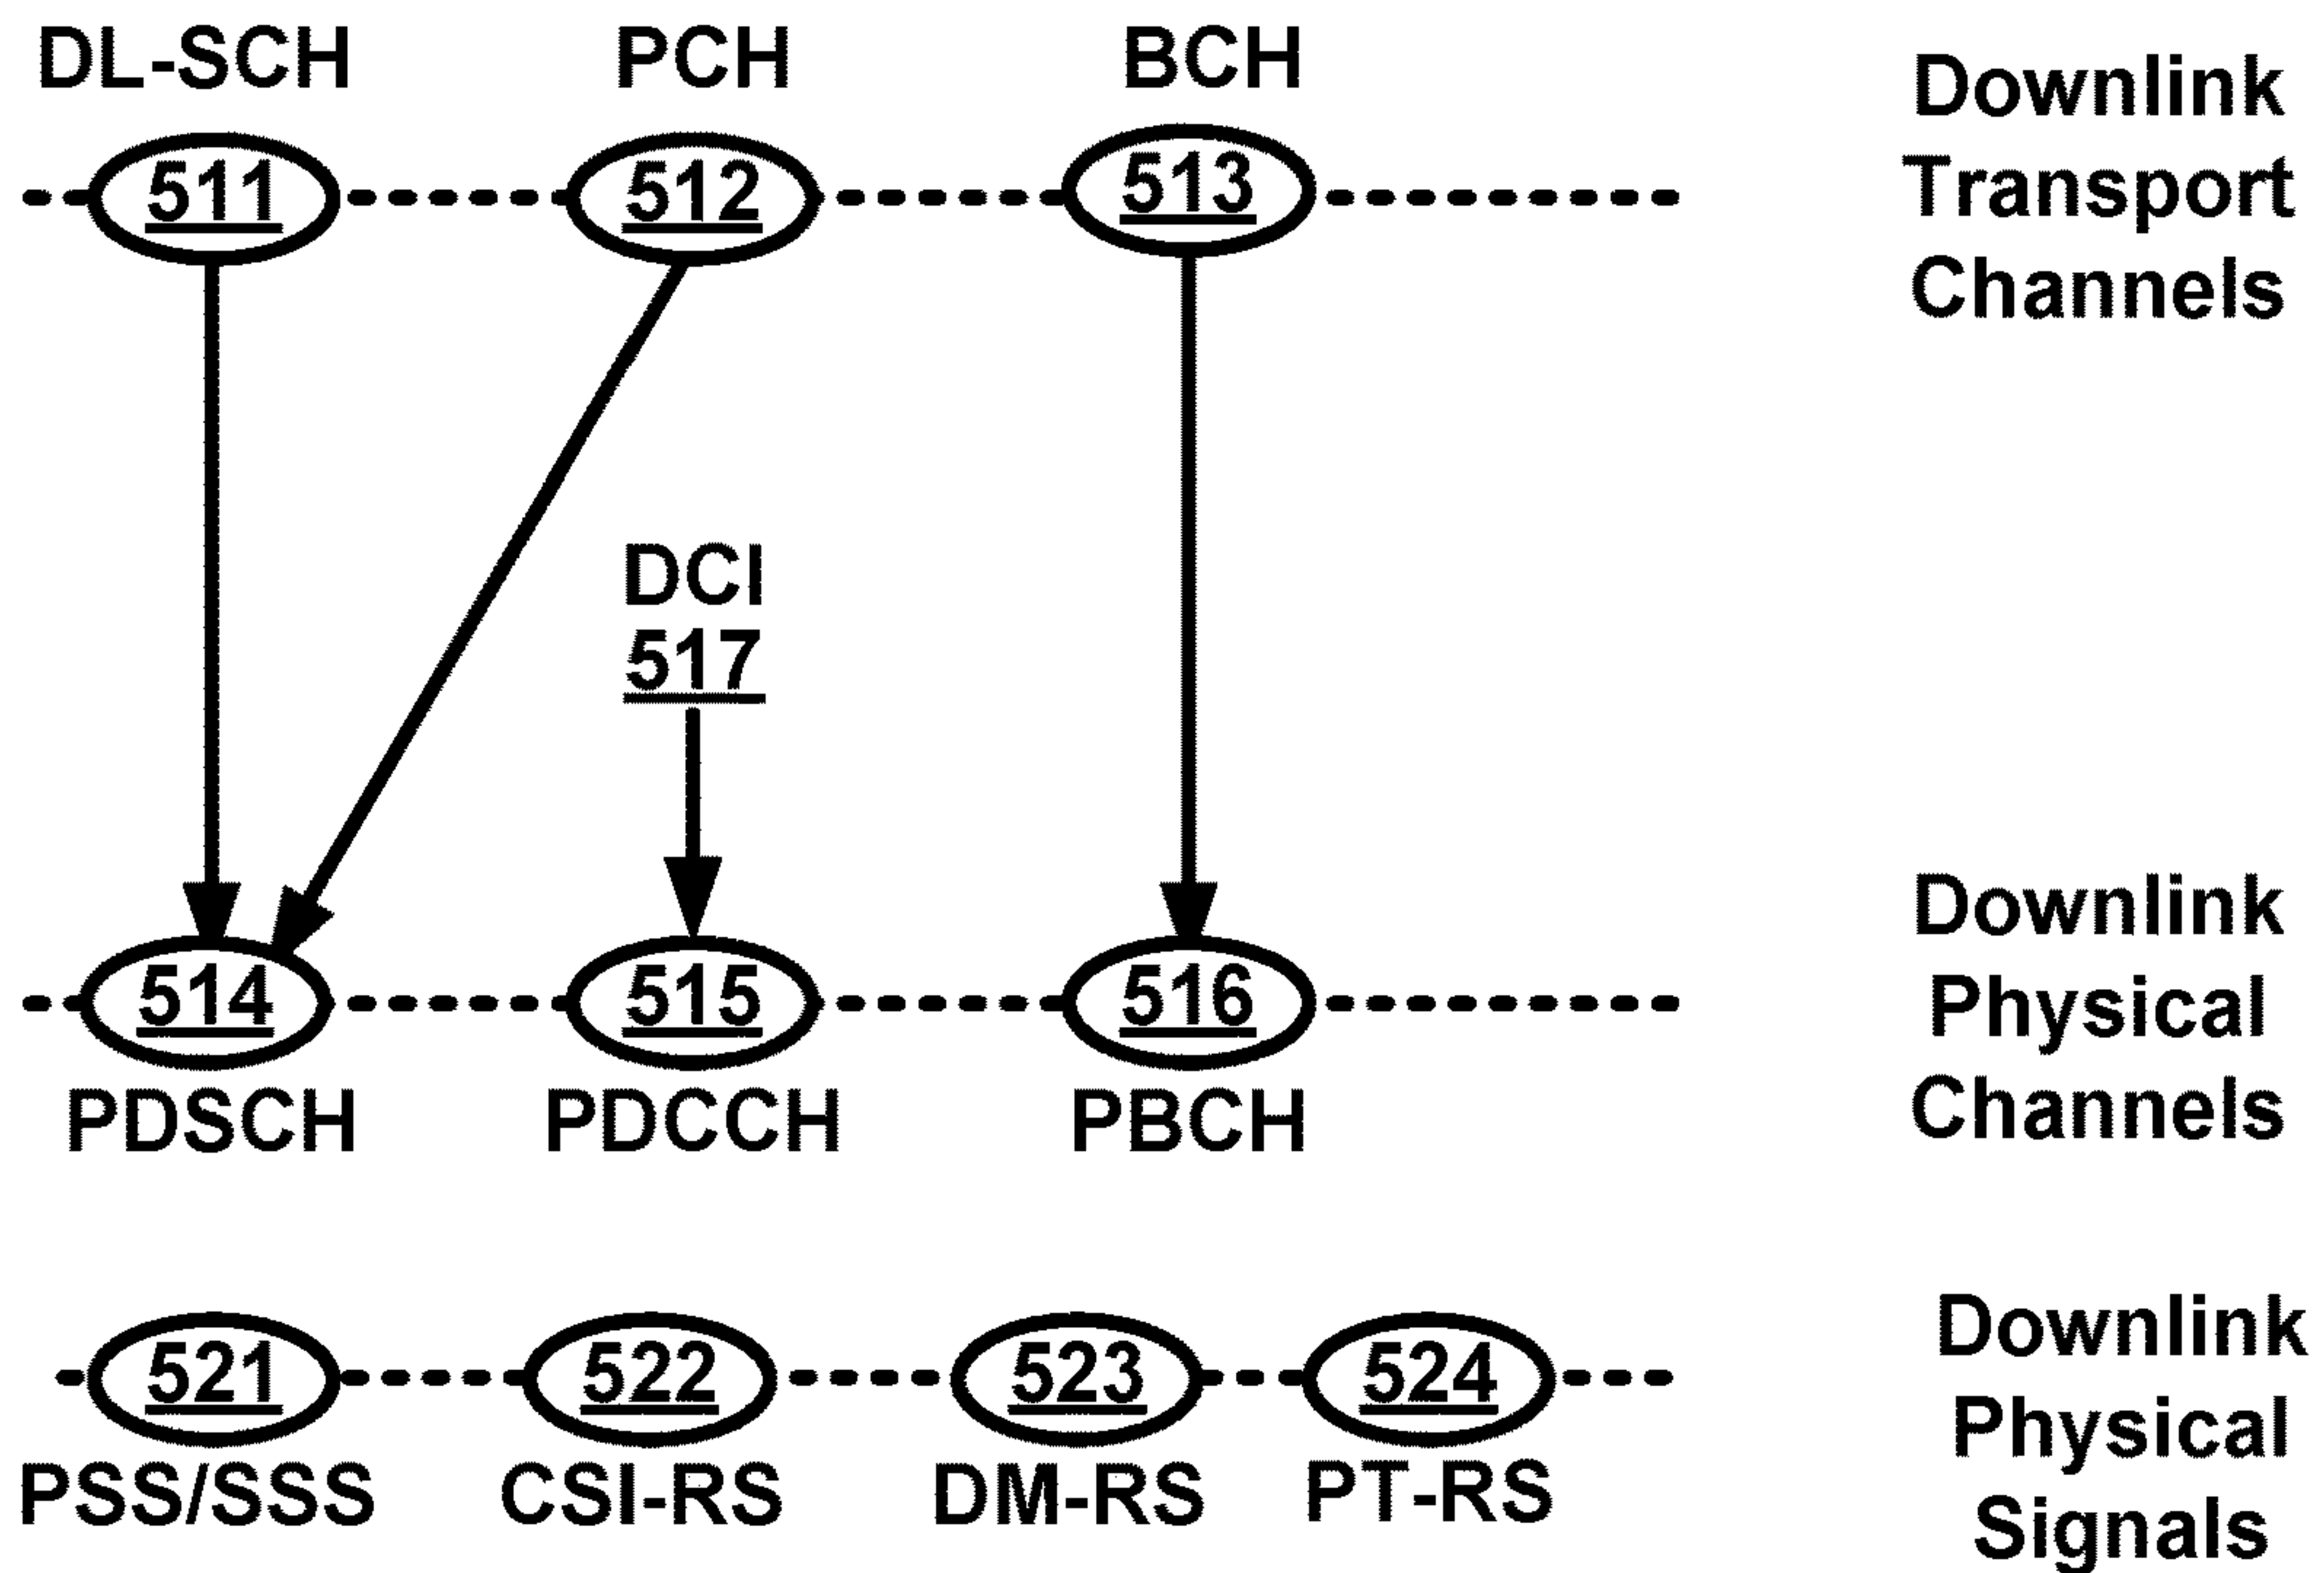 DL-SCH PCH BCH
511 512 513
Downlink
Transport
Channels
DCI
517
514 515 516
PDSCH PDCCH PBCH
Downlink
Physical
Channels
521 522 523 524
PSS/SSS CSI-RS DM-RS PT-RS
Downlink
Physical
Signals